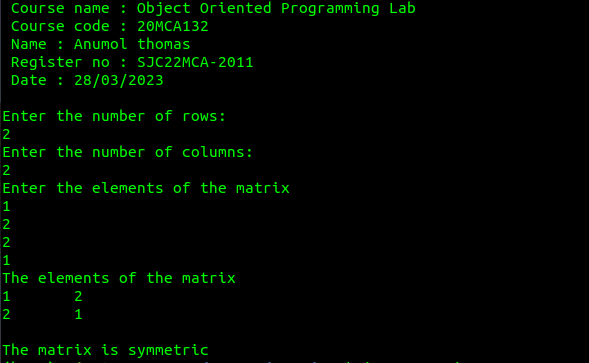 Course name : Object Oriented Programming Lab
Course code : 20MCA132
Name : Anumol thomas
Register no : SJC22MCA-2011
Date : 28/03/2023
Enter the number of rows:
2
Enter the number of columns:
2
Enter the elements of the matrix
1
2
2
1
The elements of the matrix
1 2
2 1
The matrix is symmetric